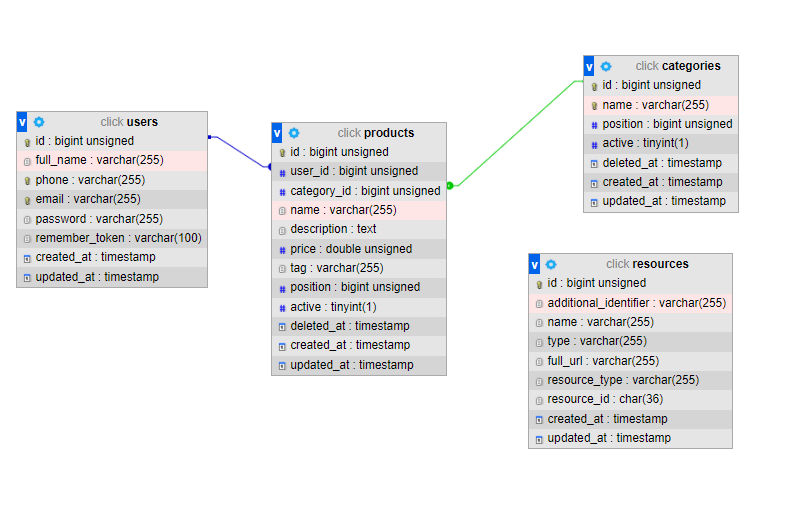 v click users
id : bigint unsigned
full_name : varchar(255)
phone : varchar(255)
email : varchar(255)
password : varchar(255)
remember_token : varchar(100)
created_at : timestamp
updated_at : timestamp
v click products
id : bigint unsigned
# user_id : bigint unsigned
# category_id : bigint unsigned
name : varchar(255)
description : text
# price : double unsigned
tag : varchar(255)
# position : bigint unsigned
# active : tinyint(1)
deleted_at : timestamp
created_at : timestamp
updated_at : timestamp
v click categories
id : bigint unsigned
name : varchar(255)
# position : bigint unsigned
# active : tinyint(1)
deleted_at : timestamp
created_at : timestamp
updated_at : timestamp
v click resources
id : bigint unsigned
additional_identifier : varchar(255)
name : varchar(255)
type : varchar(255)
full_url : varchar(255)
resource_type : varchar(255)
resource_id : char(36)
created_at : timestamp
updated_at : timestamp